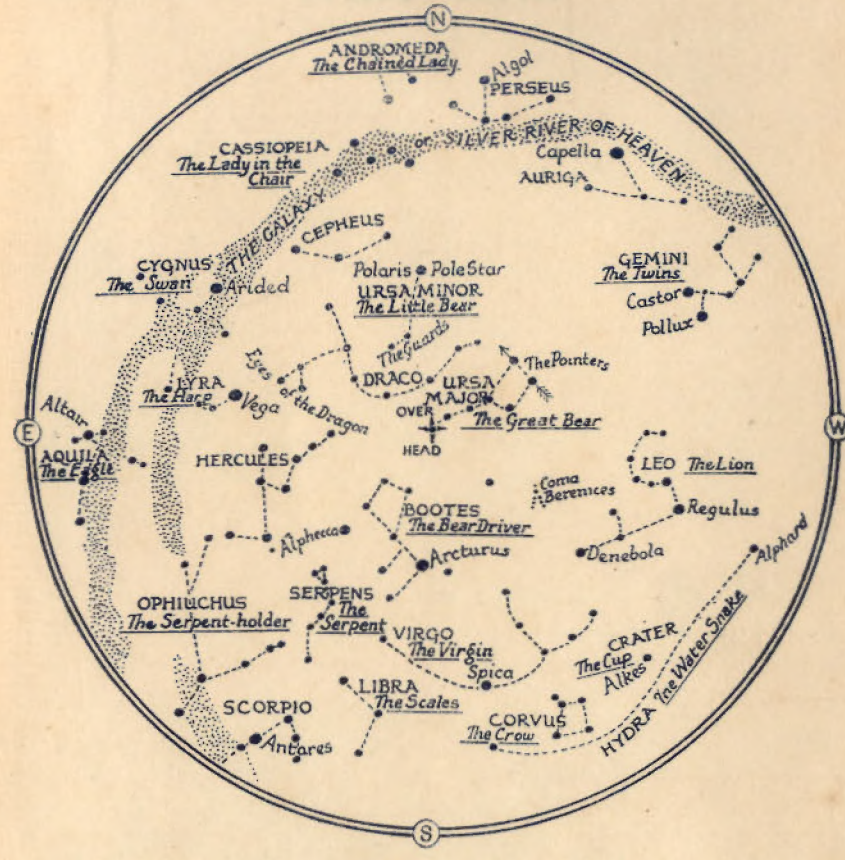 N
ANDROMEDA
The Chained Lady
Algol
PERSEUS
CASSIOPEIA
The Lady in the
Chair
THE GALAXY or SILVER RIVER OF HEAVEN
Capella
AURIGA
CEPHEUS
CYGNUS
The Swan
Arided
Polaris Pole Star
URSA MINOR
The Little Bear
The Guards
GEMINI
The Twins
Castor
Pollux
LYRA
The Harp
Vega
Eyes of the Dragon
DRACO
URSA
MAJOR
The Pointers
The Great Bear
OVER
HEAD
E
W
Altair
AQUILA
The Eagle
HERCULES
LEO The Lion
Regulus
Coma
Berenices
Denebola
BOOTES
The Bear Driver
Arcturus
Alphecca
Alphard
OPHIUCHUS
The Serpent-holder
SERPENS
The
Serpent
VIRGO
The Virgin
Spica
CRATER
The Cup
Alkes
HYDRA The Water Snake
LIBRA
The Scales
CORVUS
The Crow
SCORPIO
Antares
S